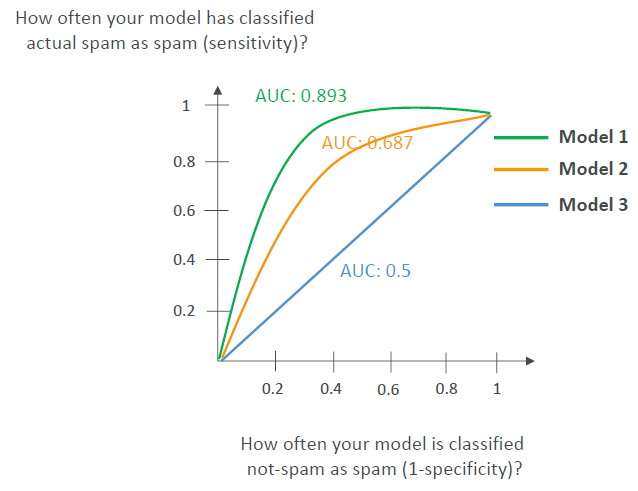 How often your model has classified
actual spam as spam (sensitivity)?
AUC: 0.893
1
AUC: 0.687
Model 1
0.8
Model 2
0.6
Model 3
0.4
AUC: 0.5
0.2
0.2 0.4 0.6 0.8 1
How often your model is classified
not-spam as spam (1-specificity)?